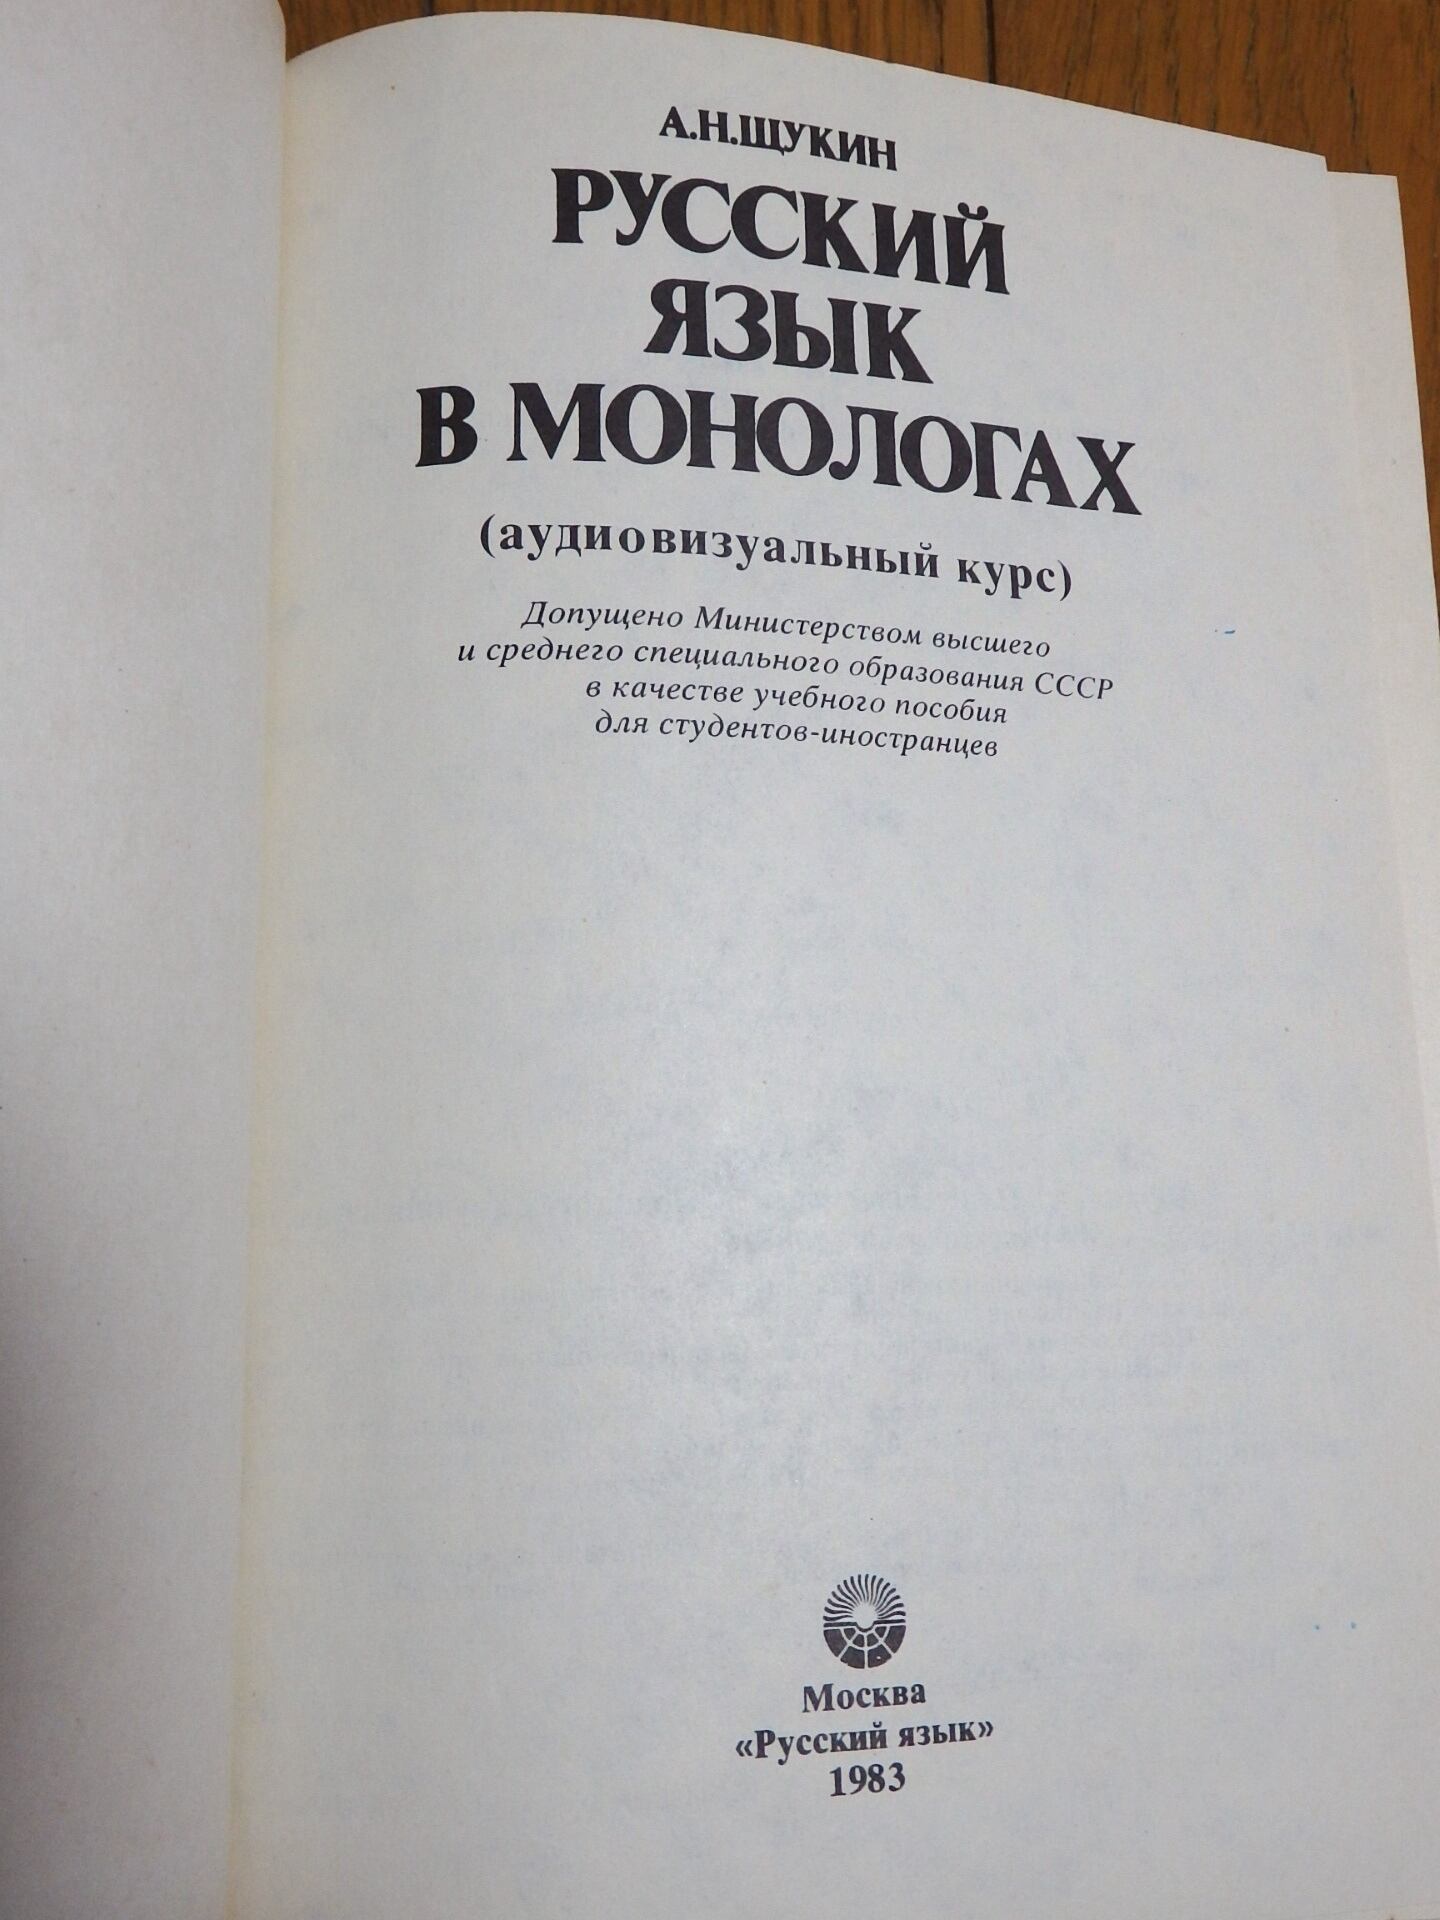 А.Н.ЩУКИН
РУССКИЙ
ЯЗЫК
В МОНОЛОГАХ
(аудиовизуальный курс)
Допущено Министерством высшего
и среднего специального образования СССР
в качестве учебного пособия
для студентов-иностранцев
Москва
«Русский язык»
1983